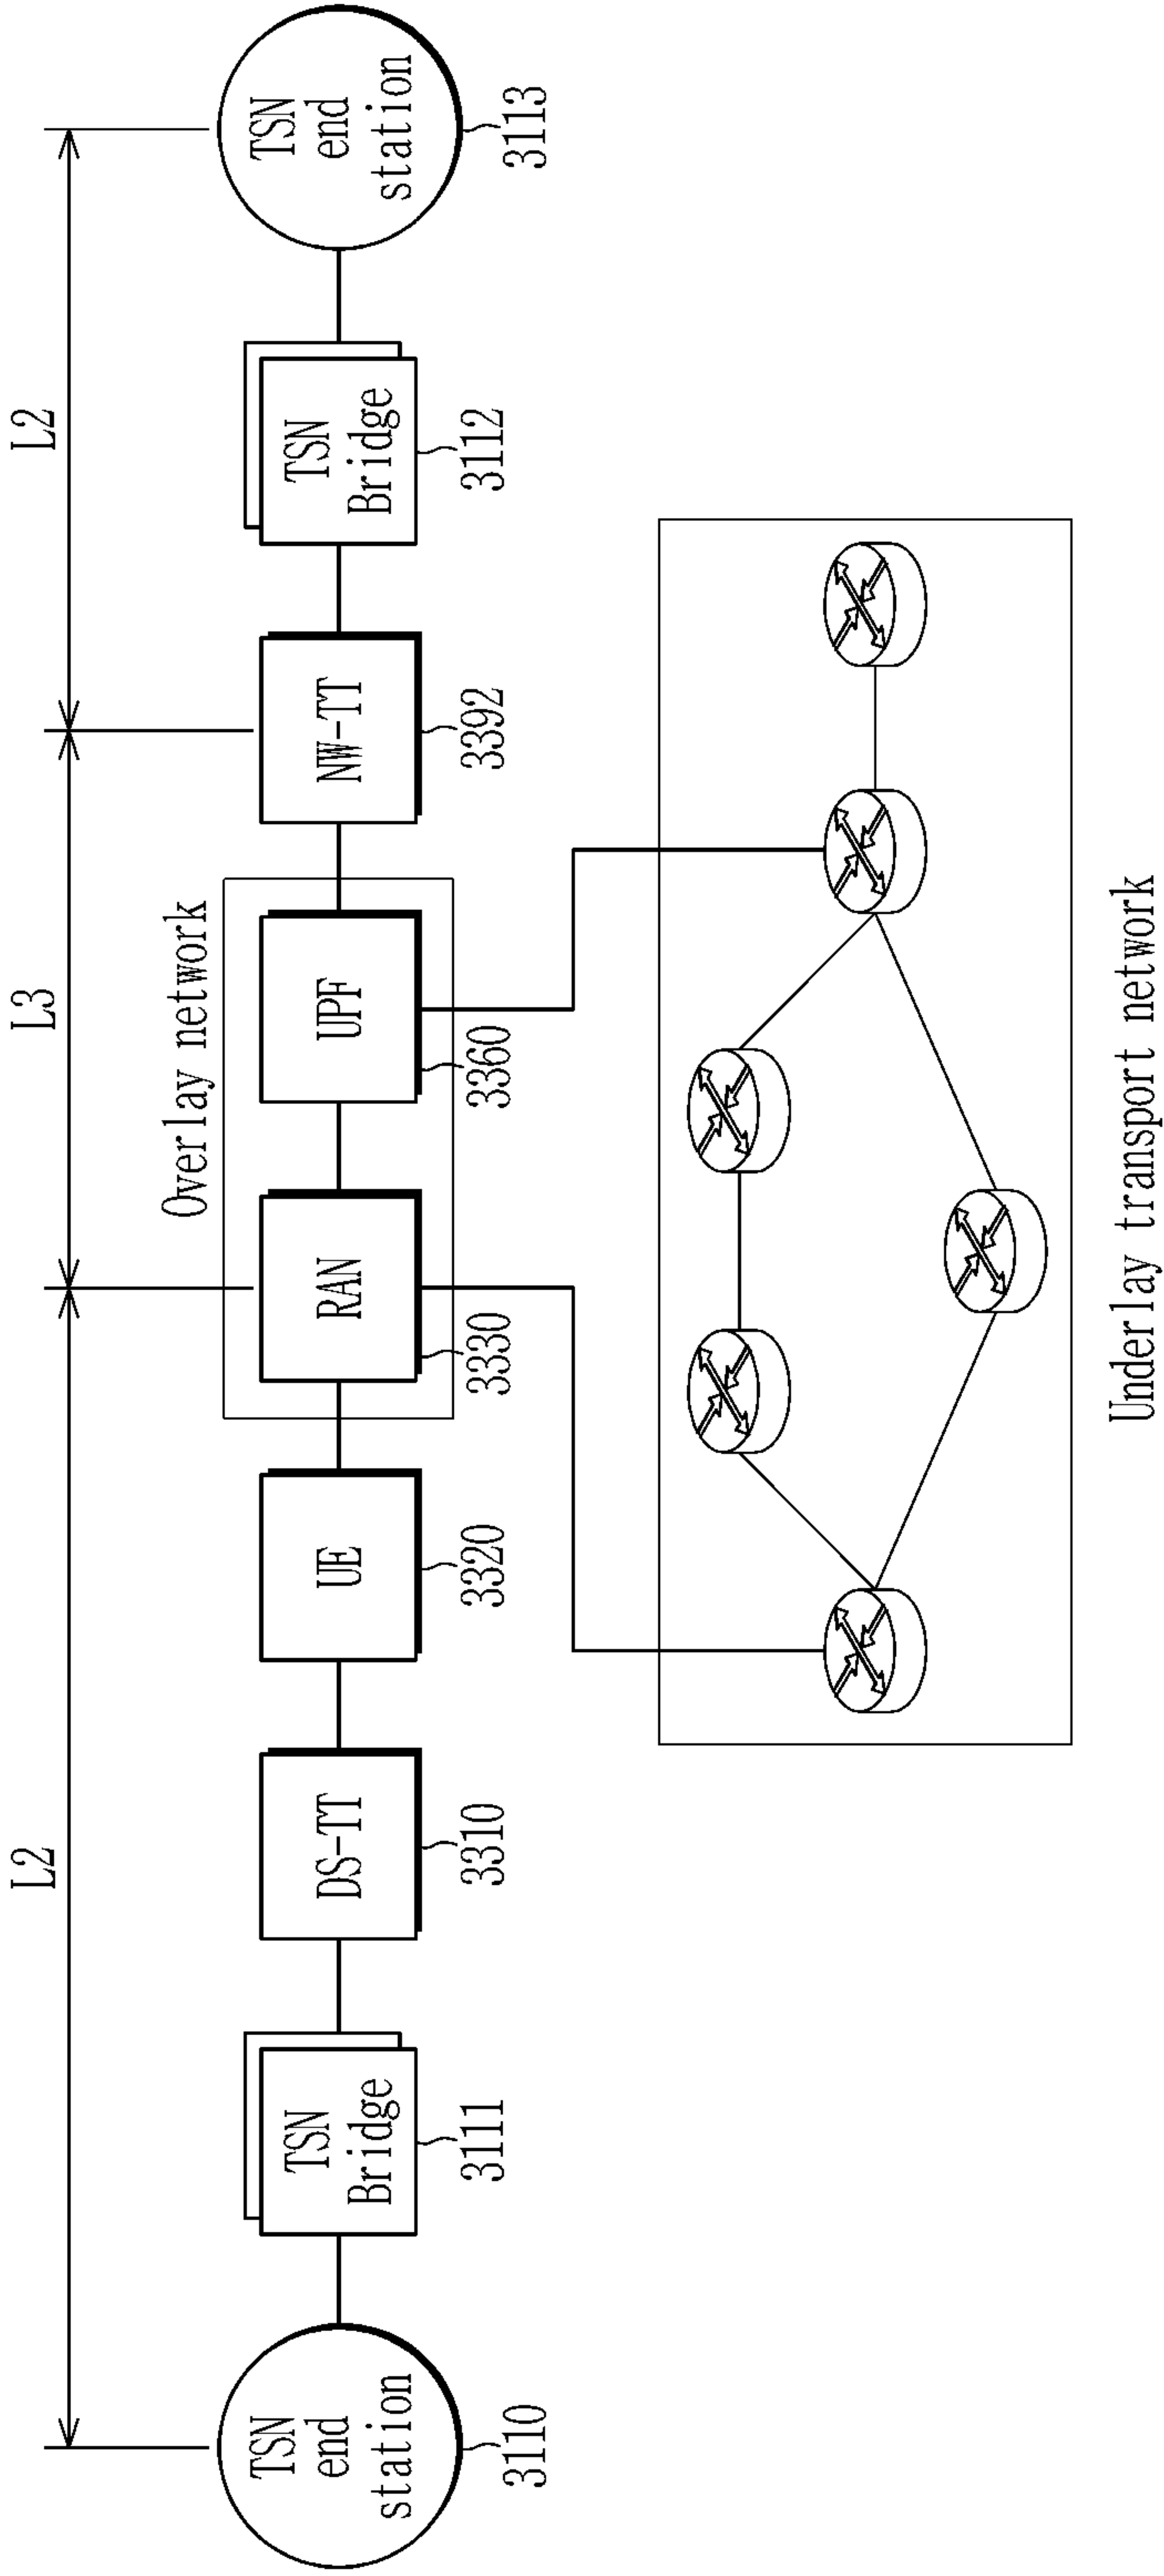 L2
L3
L2
Overlay network
TSN
end
station
TSN
Bridge
DS-TT
UE
RAN
UPF
NW-TT
TSN
Bridge
TSN
end
station
3110
3111
3310
3320
3330
3360
3392
3112
3113
Underlay transport network